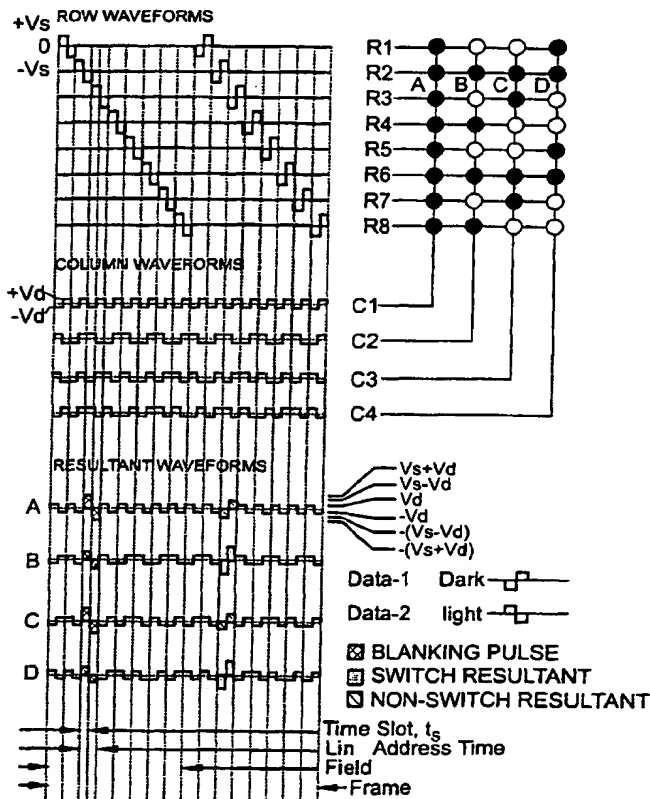 ROW WAVEFORMS
+Vs
0
-Vs
R1
R2
A B C D
R3
R4
R5
R6
R7
R8
COLUMN WAVEFORMS
+Vd
-Vd
C1
C2
C3
C4
RESULTANT WAVEFORMS
Vs+Vd
Vs-Vd
Vd
-Vd
-(Vs-Vd)
-(Vs+Vd)
A
B
C
D
Data-1 Dark
Data-2 light
BLANKING PULSE
SWITCH RESULTANT
NON-SWITCH RESULTANT
Time Slot, ts
Lin Address Time
Field
Frame